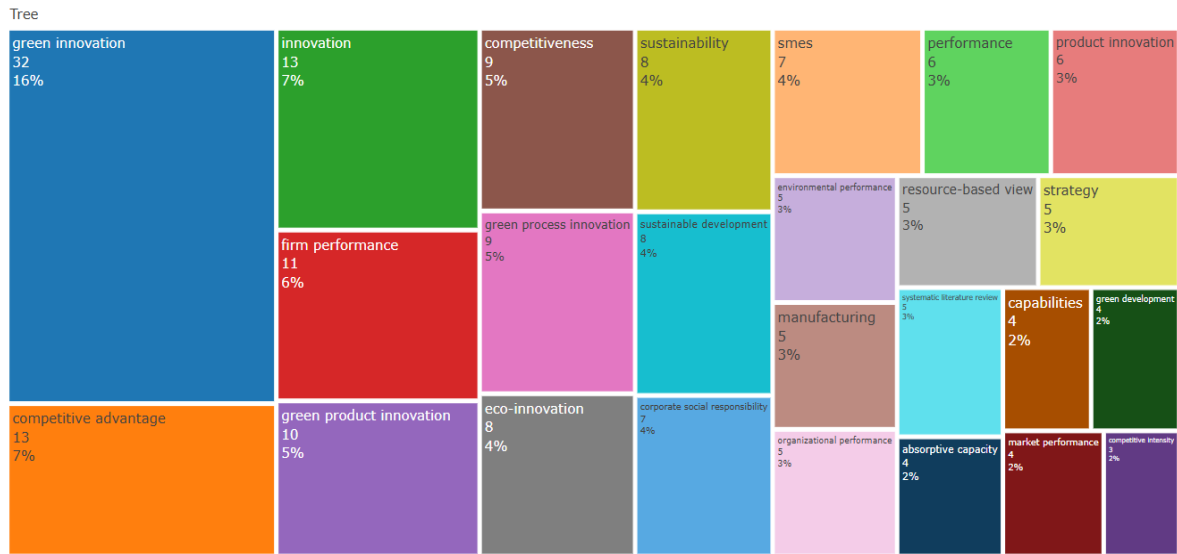 Tree
green innovation
32
16%
competitive advantage
13
7%
innovation
13
7%
firm performance
11
6%
green product innovation
10
5%
competitiveness
9
5%
green process innovation
9
5%
eco-innovation
8
4%
sustainability
8
4%
sustainable development
8
4%
corporate social responsibility
7
4%
smes
7
4%
performance
6
3%
product innovation
6
3%
environmental performance
5
3%
manufacturing
5
3%
organizational performance
5
3%
resource-based view
5
3%
strategy
5
3%
systematic literature review
5
3%
capabilities
4
2%
green development
4
2%
absorptive capacity
4
2%
market performance
4
2%
competitive intensity
3
2%